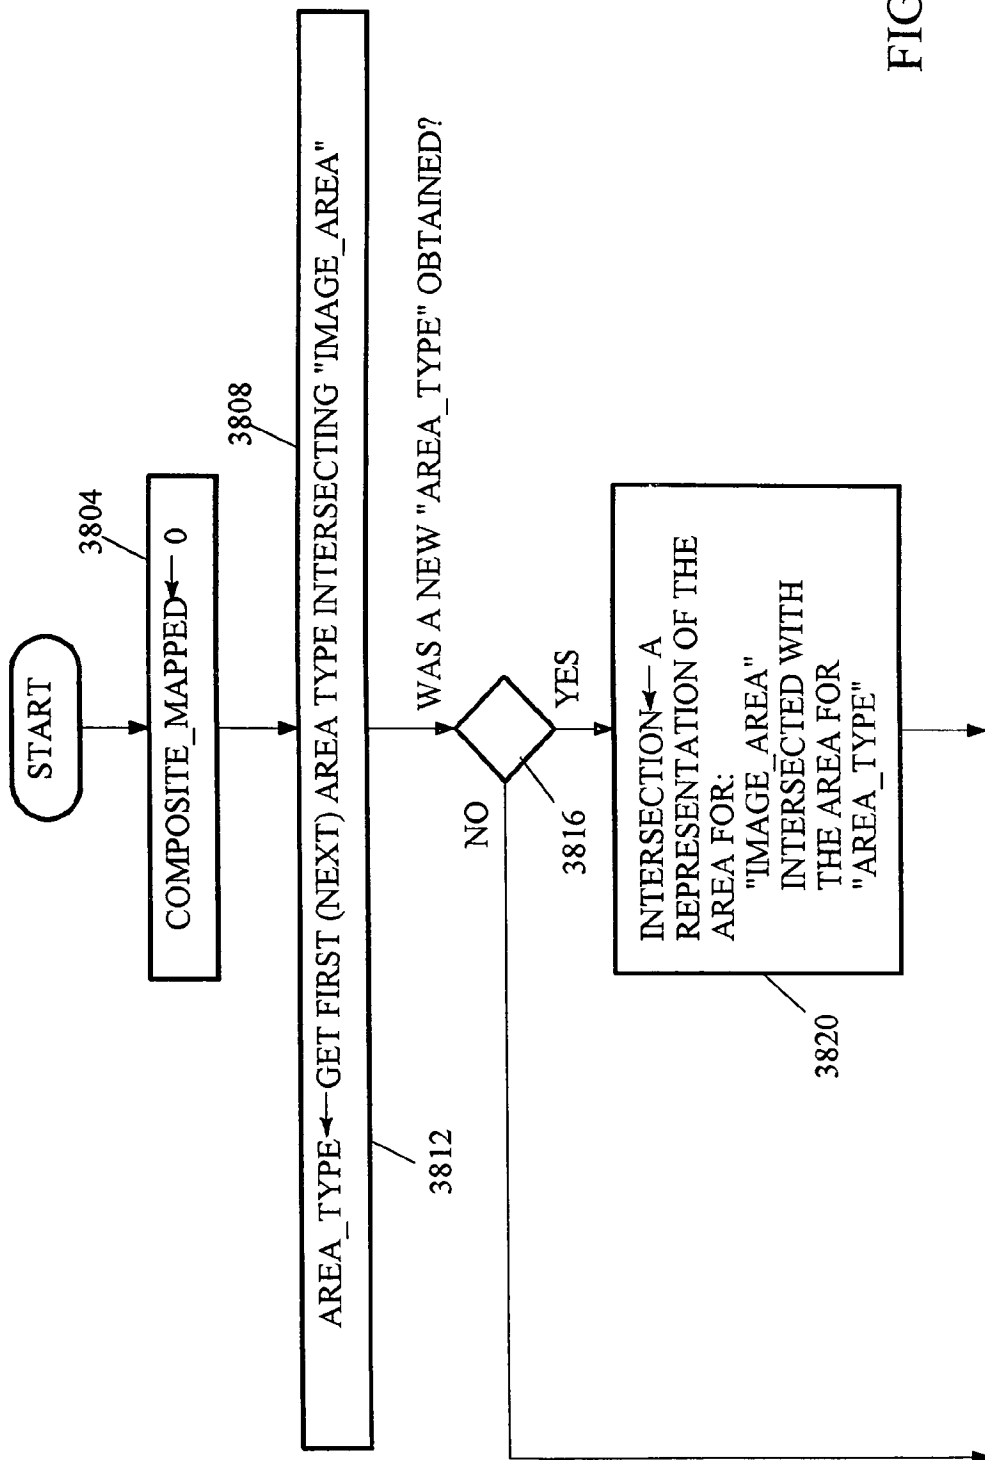 START
3804
COMPOSITE_MAPPED ← 0
3808
AREA_TYPE ← GET FIRST (NEXT) AREA TYPE INTERSECTING "IMAGE_AREA"
3812
WAS A NEW "AREA_TYPE" OBTAINED?
NO
3816
YES
INTERSECTION ← A
REPRESENTATION OF THE
AREA FOR:
"IMAGE_AREA"
INTERSECTED WITH
THE AREA FOR
"AREA_TYPE"
3820
FIG